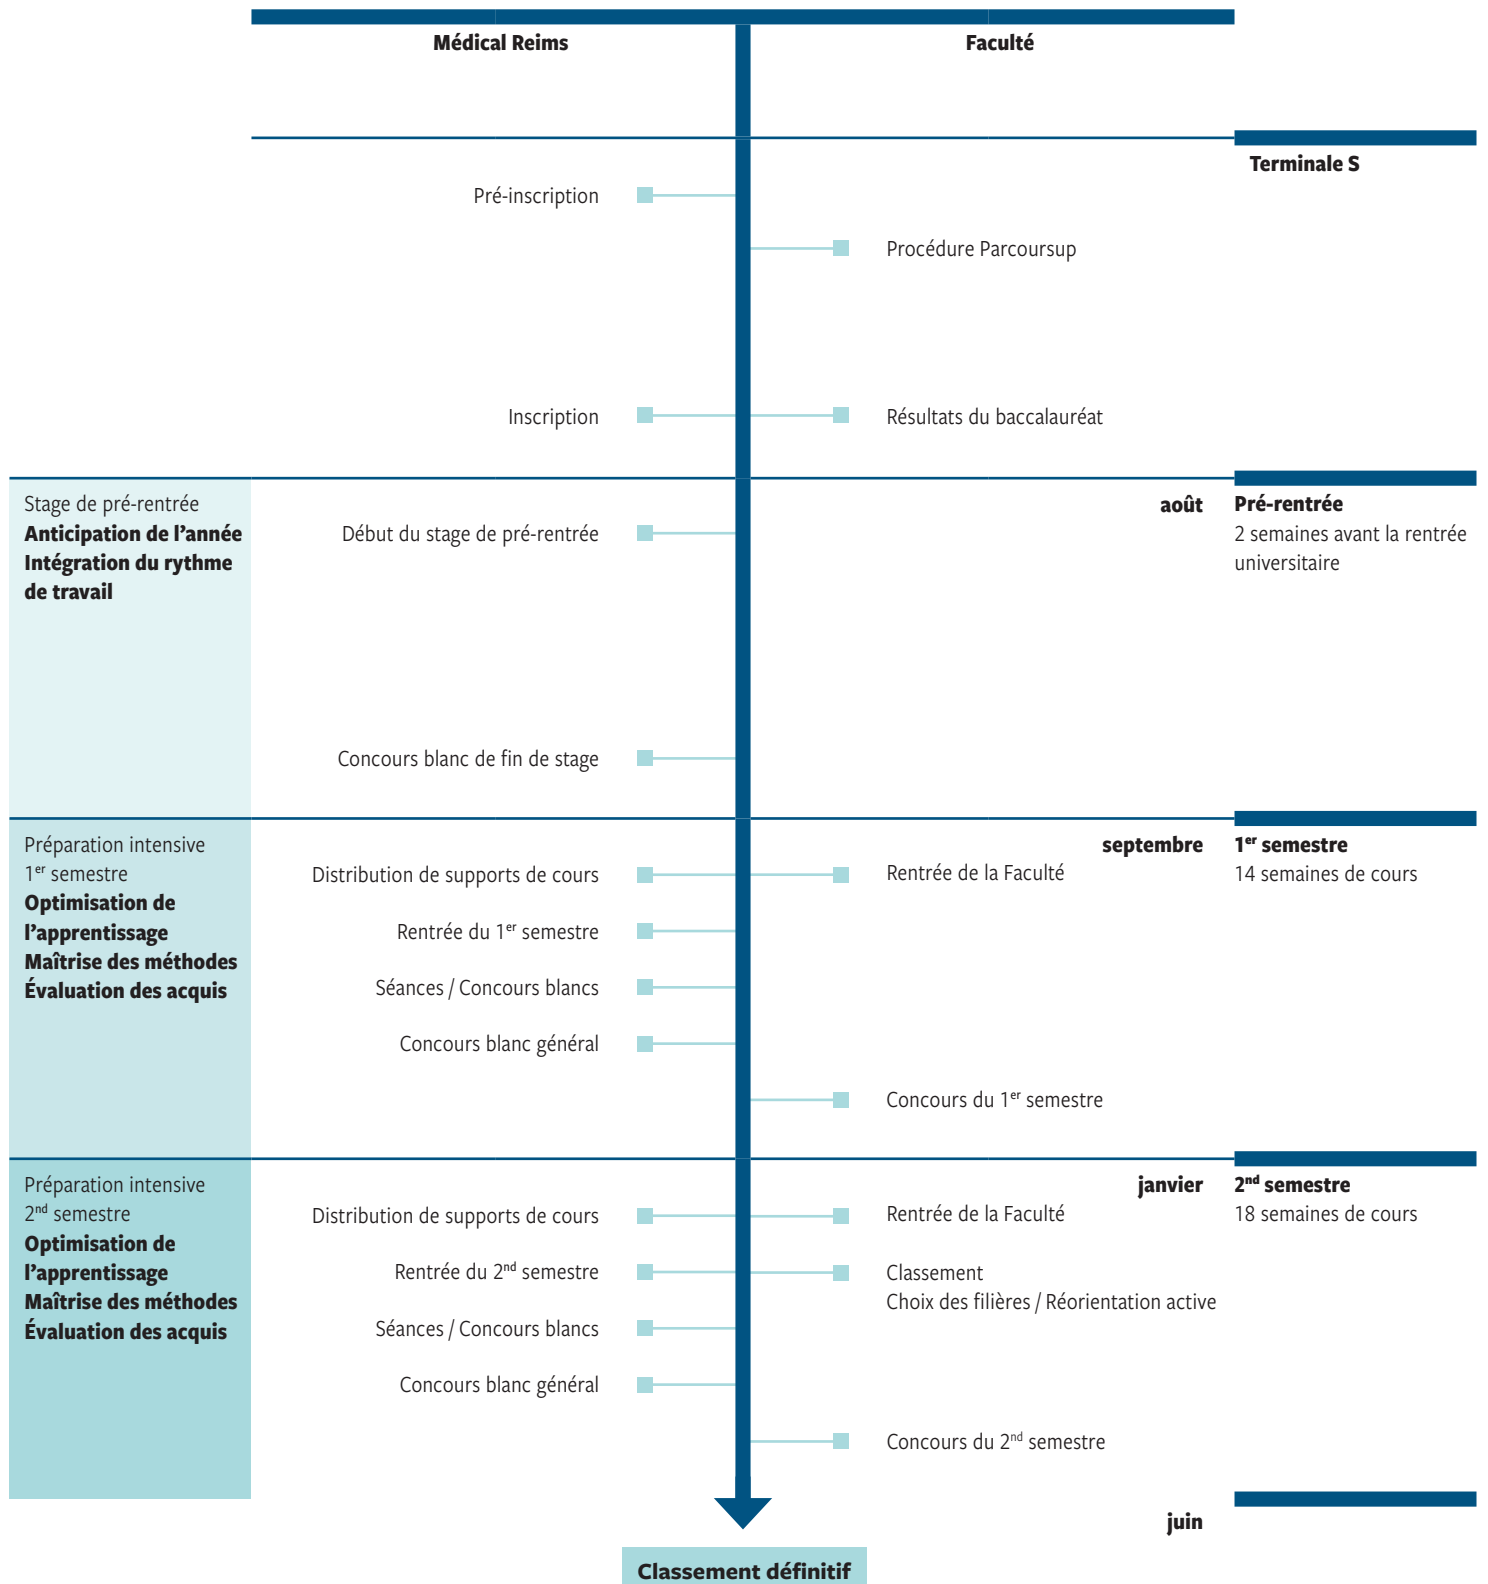 Médical Reims
Faculté
Terminale S
Pré-inscription
Procédure Parcoursup
Inscription
Résultats du baccalauréat
Stage de pré-rentrée
Anticipation de l’année
Intégration du rythme
de travail
Début du stage de pré-rentrée
août
Pré-rentrée
2 semaines avant la rentrée
universitaire
Concours blanc de fin de stage
Préparation intensive
1er semestre
Optimisation de
l’apprentissage
Maîtrise des méthodes
Évaluation des acquis
Distribution de supports de cours
Rentrée du 1er semestre
Séances / Concours blancs
Concours blanc général
septembre
Rentrée de la Faculté
Concours du 1er semestre
1er semestre
14 semaines de cours
Préparation intensive
2nd semestre
Optimisation de
l’apprentissage
Maîtrise des méthodes
Évaluation des acquis
Distribution de supports de cours
Rentrée du 2nd semestre
Séances / Concours blancs
Concours blanc général
janvier
Rentrée de la Faculté
Classement
Choix des filières / Réorientation active
Concours du 2nd semestre
2nd semestre
18 semaines de cours
juin
Classement définitif